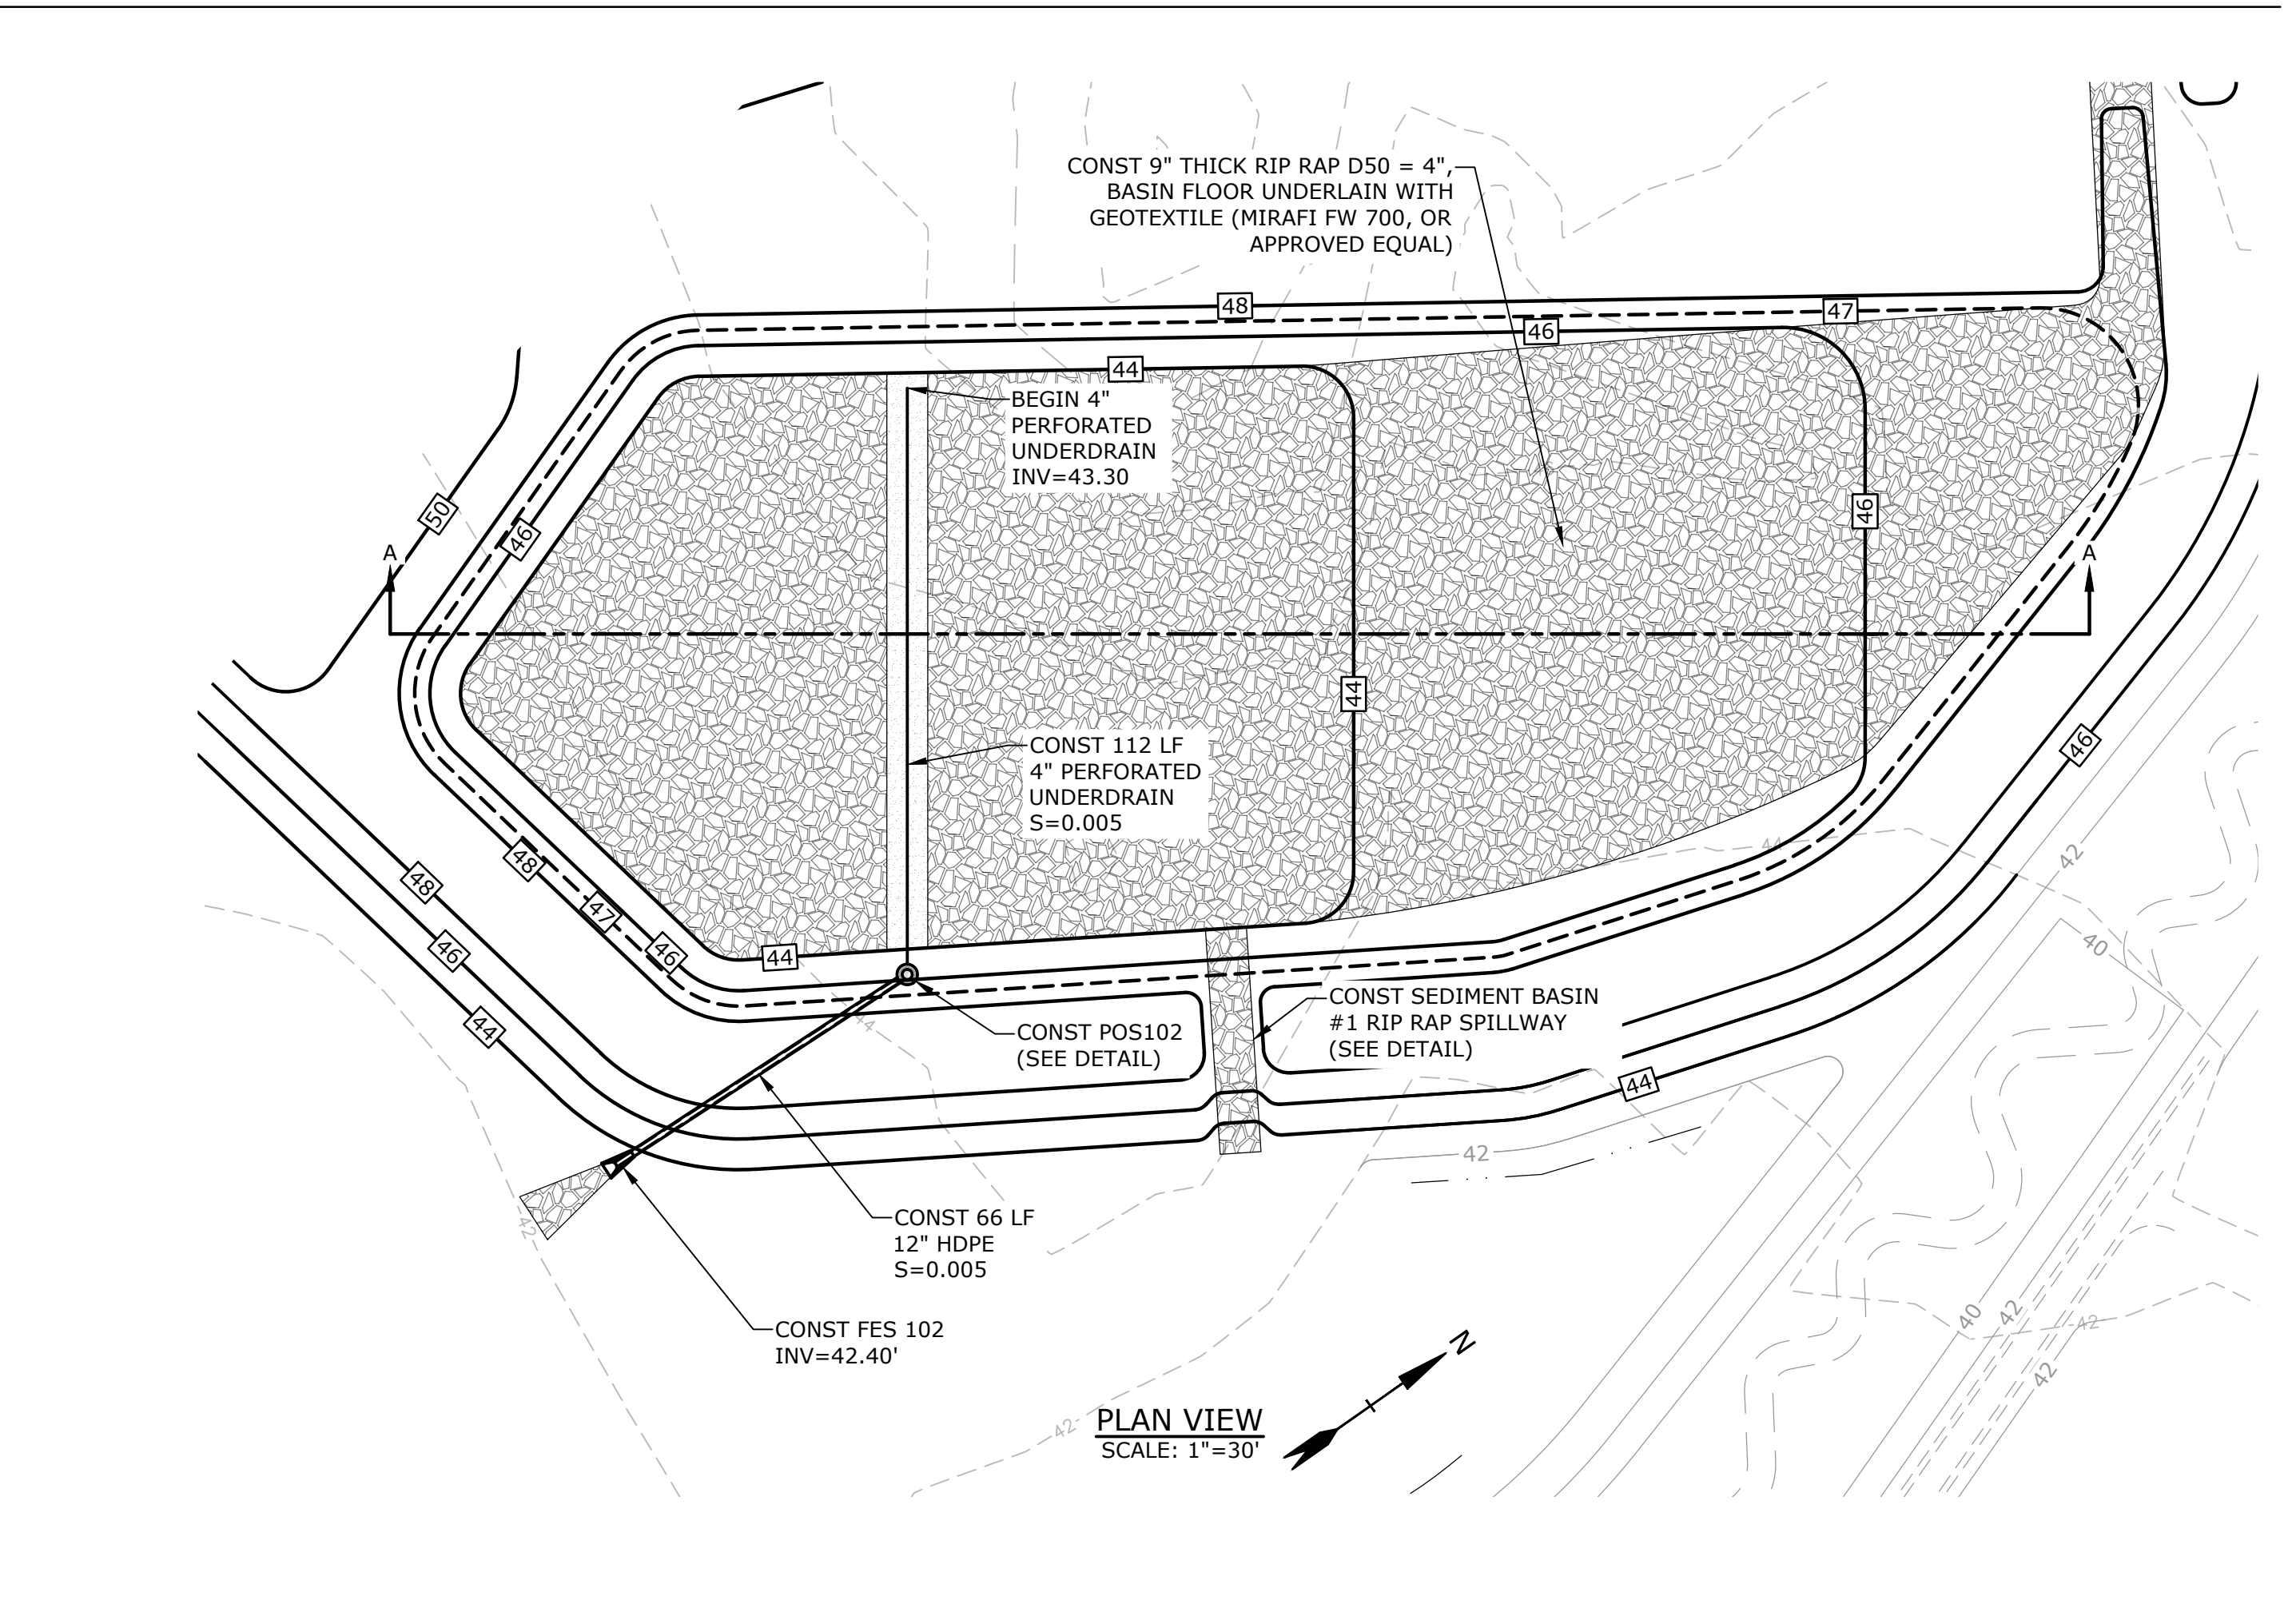 CONST 9" THICK RIP RAP D50 = 4",
BASIN FLOOR UNDERLAIN WITH
GEOTEXTILE (MIRAFI FW 700, OR
APPROVED EQUAL)
48
47
46
44
BEGIN 4"
PERFORATED
UNDERDRAIN
INV=43.30
50
46
46
A
A
44
CONST 112 LF
4" PERFORATED
UNDERDRAIN
S=0.005
46
44
42
48
48
47
46
46
44
44
40
CONST SEDIMENT BASIN
#1 RIP RAP SPILLWAY
(SEE DETAIL)
44
44
CONST POS102
(SEE DETAIL)
44
42
42
CONST 66 LF
12" HDPE
S=0.005
CONST FES 102
INV=42.40'
40
42
42
42
N
42
PLAN VIEW
SCALE: 1"=30'